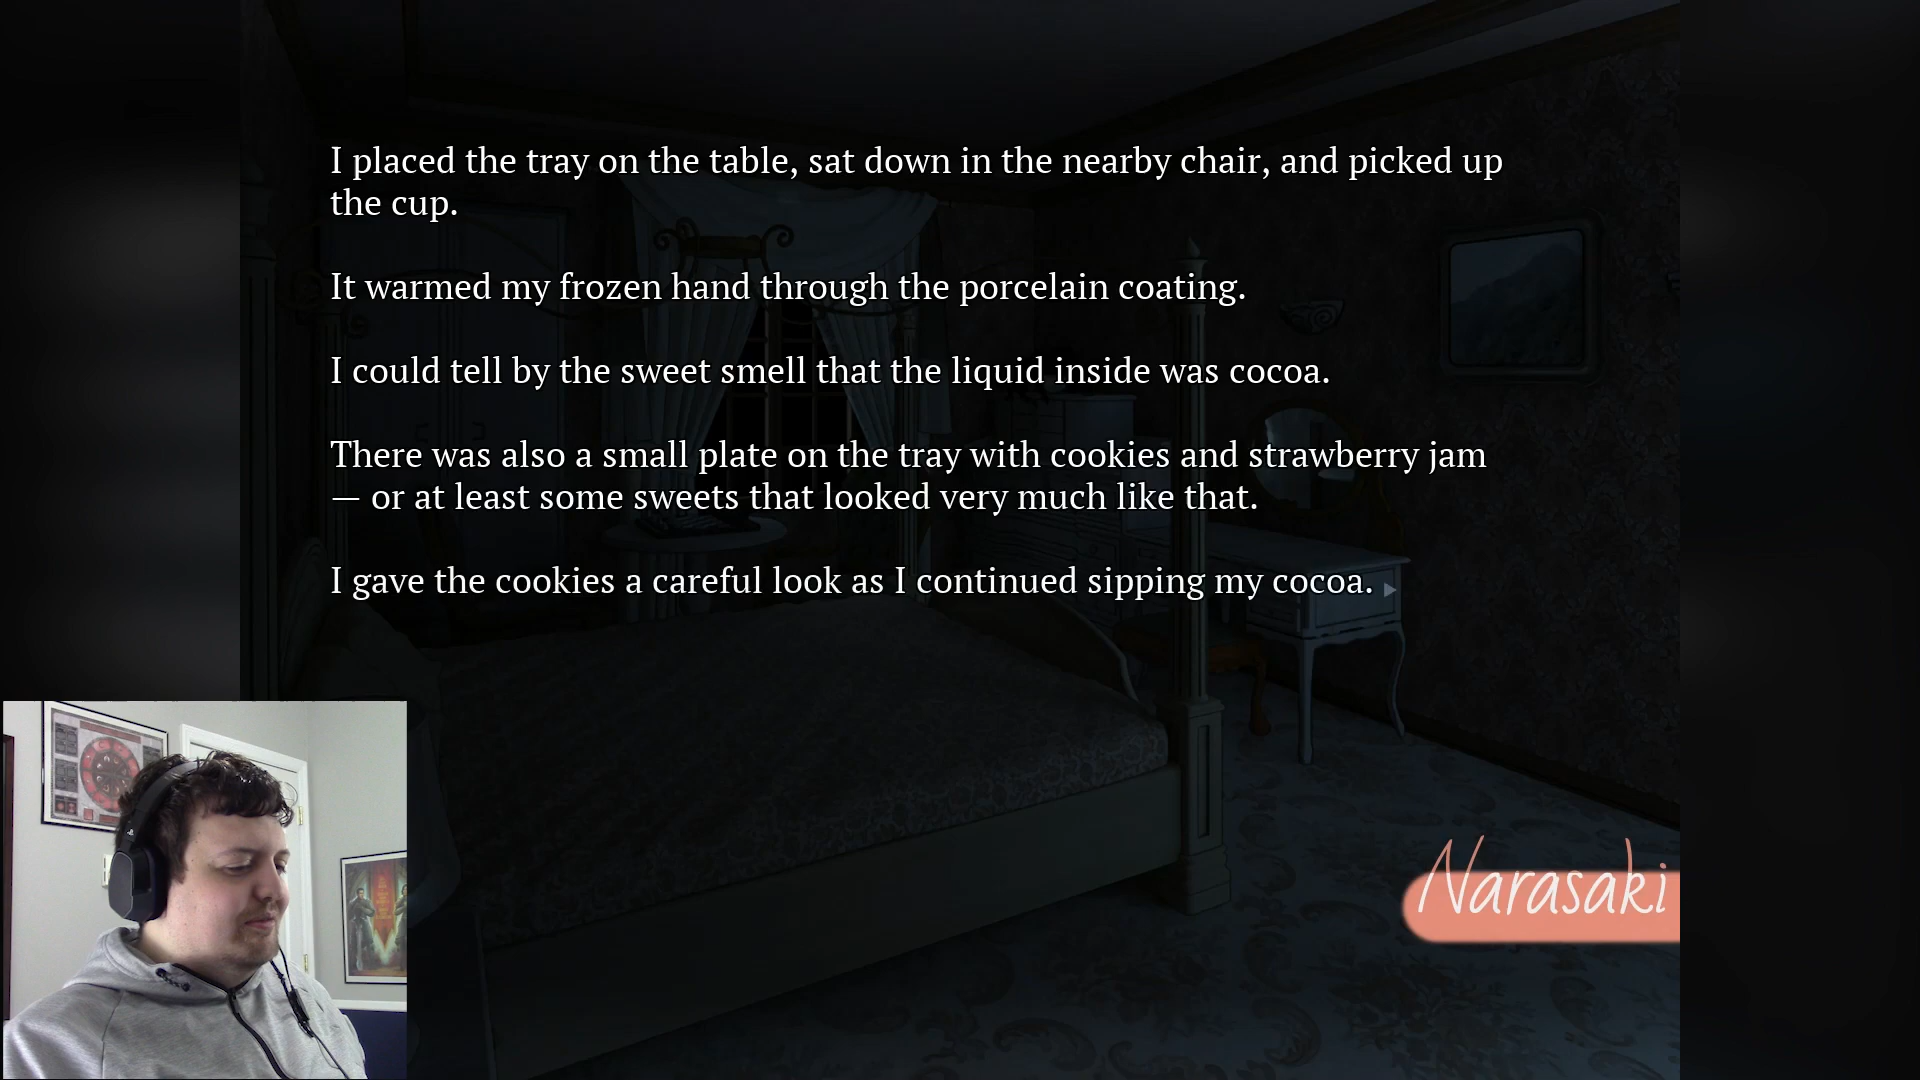 I placed the tray on the table, sat down in the nearby chair, and picked up
the cup.
It warmed my frozen hand through the porcelain coating.
I could tell by the sweet smell that the liquid inside was cocoa.
There was also a small plate on the tray with cookies and strawberry jam
— or at least some sweets that looked very much like that.
I gave the cookies a careful look as I continued sipping my cocoa.
Narasaki